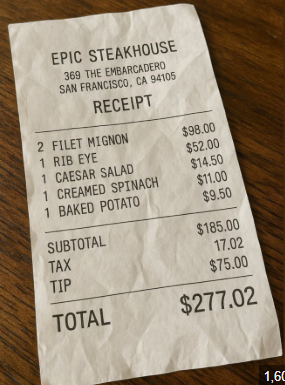 EPIC STEAKHOUSE
369 THE EMBARCADERO
SAN FRANCISCO, CA 94105
RECEIPT
2 FILET MIGNON $98.00
1 RIB EYE $52.00
1 CAESAR SALAD $14.50
1 CREAMED SPINACH $11.00
1 BAKED POTATO $9.50
SUBTOTAL $185.00
TAX 17.02
TIP $75.00
TOTAL $277.02